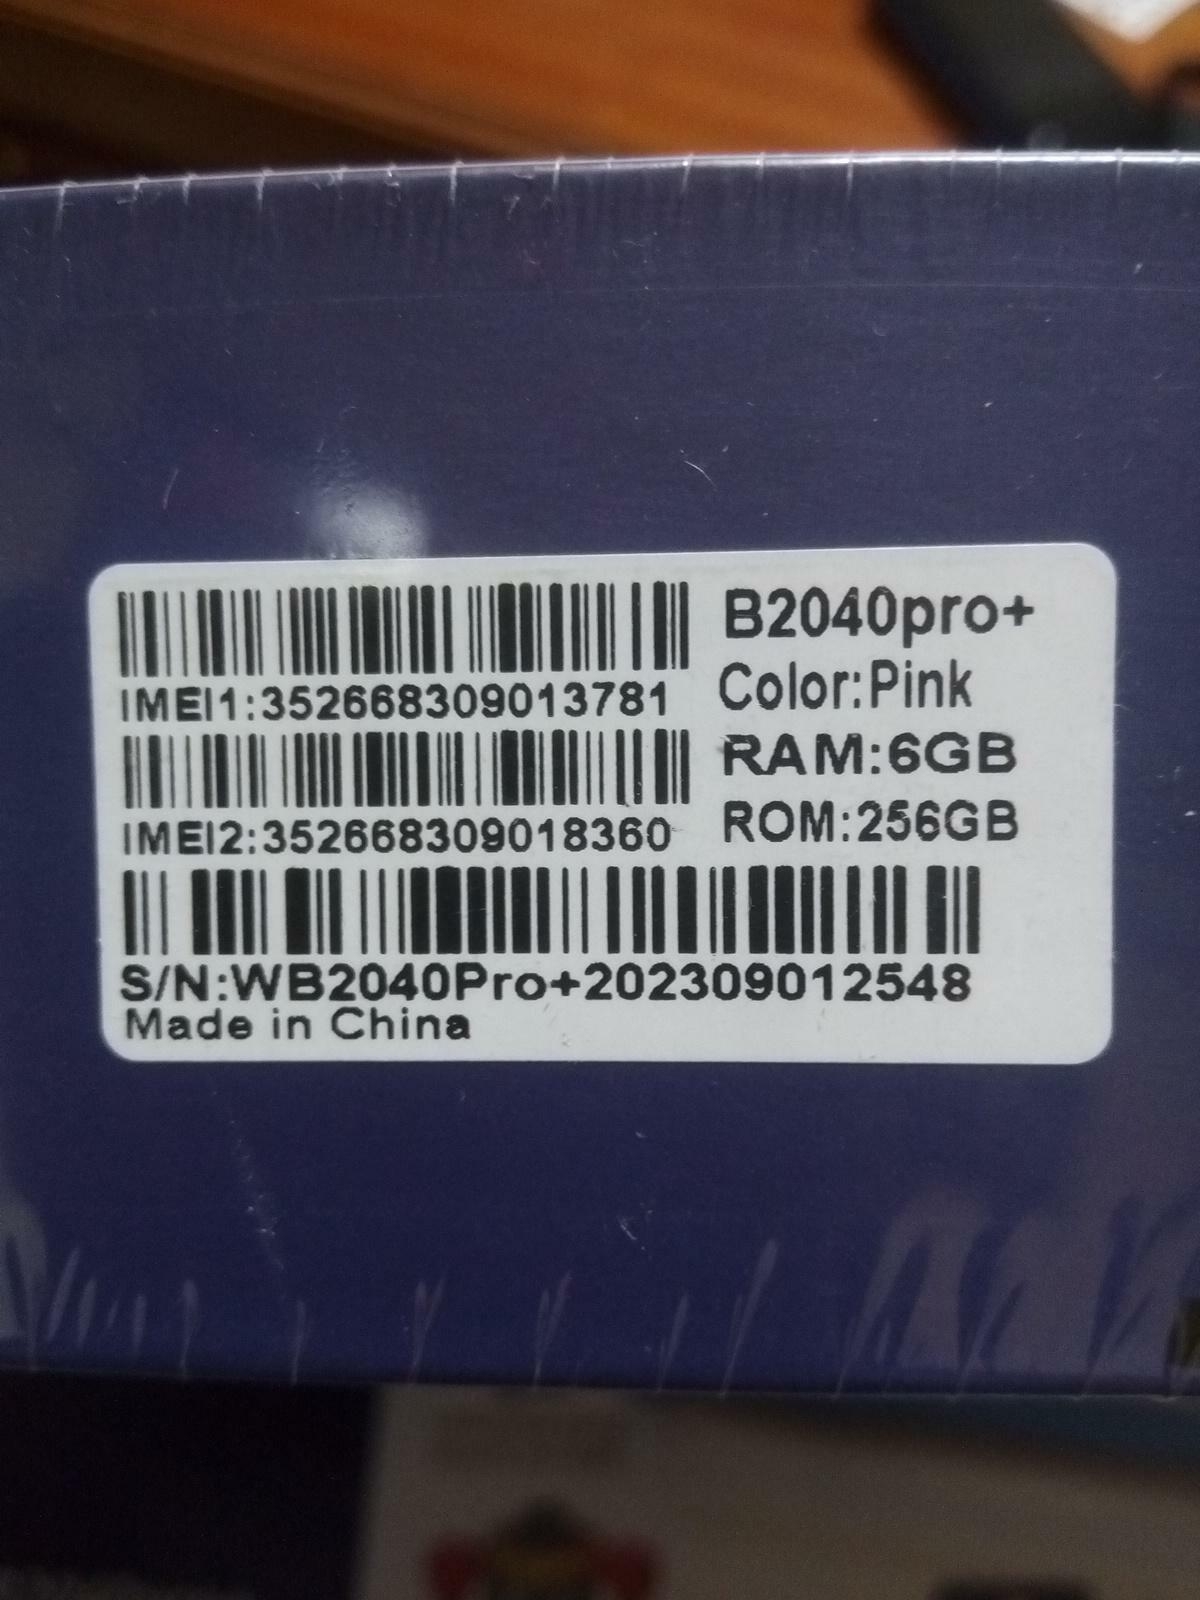 IMEI1:352668309013781
IMEI2:352668309018360
S/N:WB2040Pro+202309012548
Made in China
B2040pro+
Color:Pink
RAM:6GB
ROM:256GB